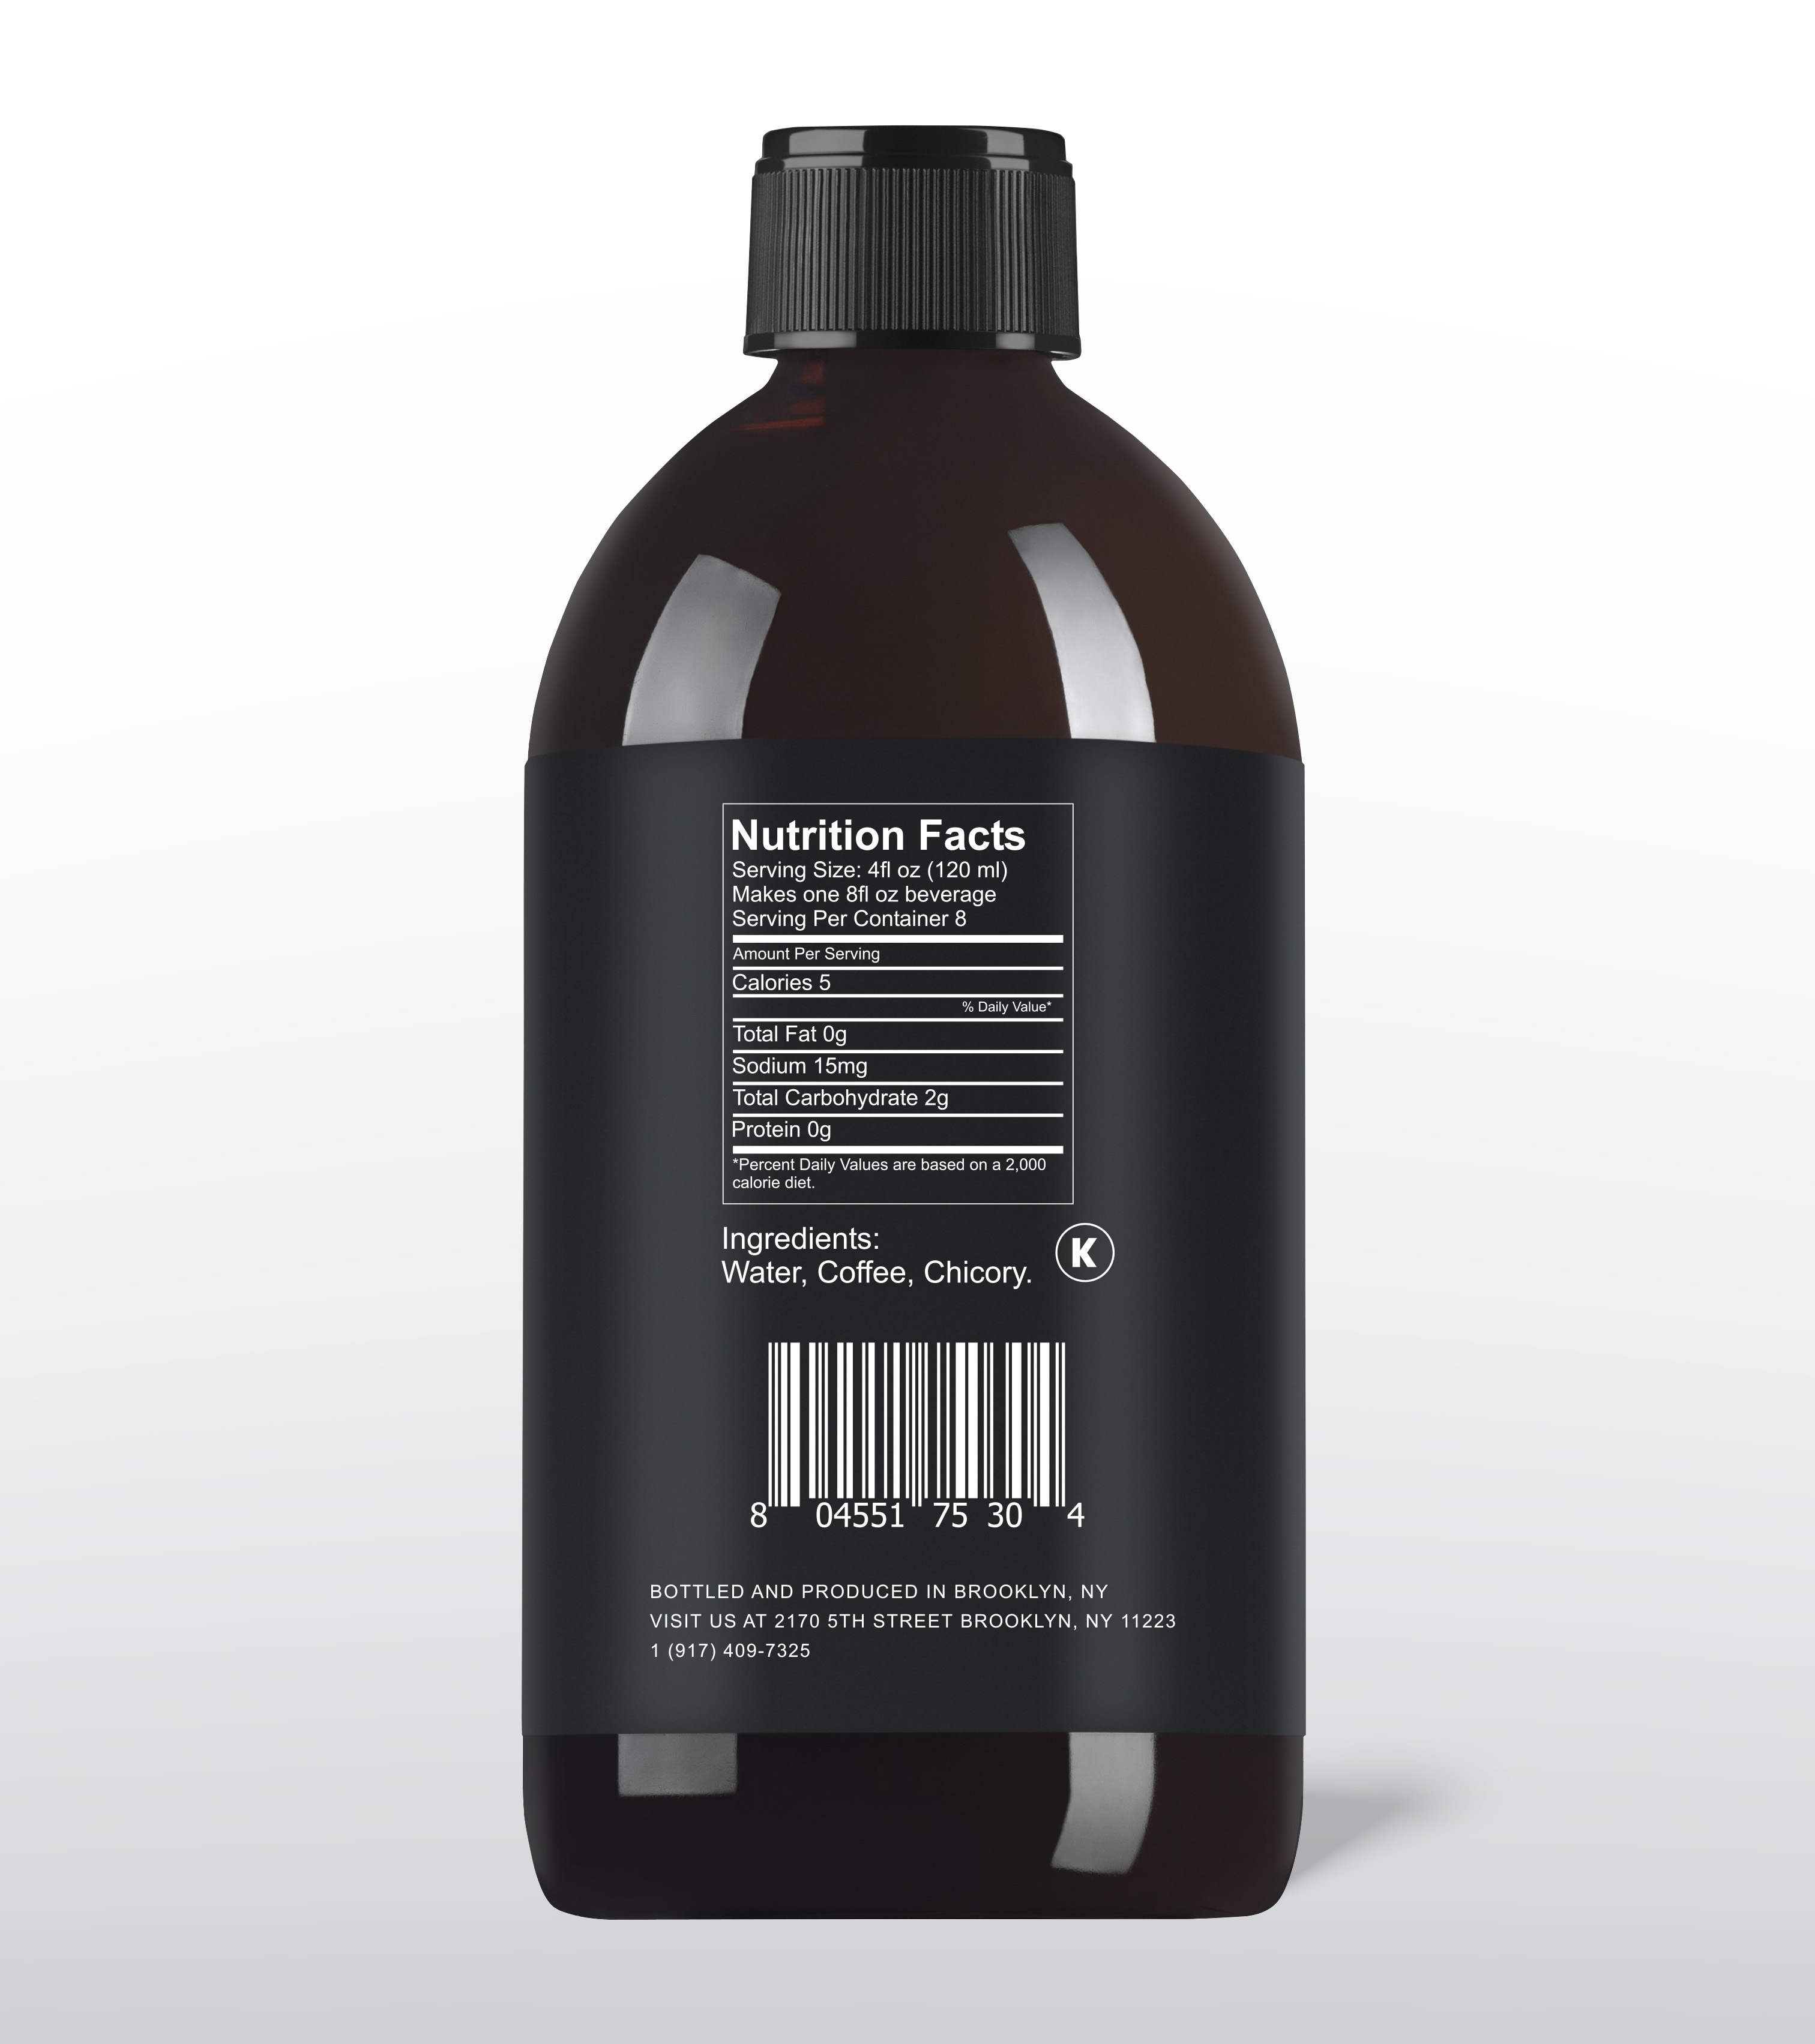 Nutrition Facts
Serving Size: 4fl oz (120 ml)
Makes one 8fl oz beverage
Serving Per Container 8
Amount Per Serving
Calories 5
% Daily Value*
Total Fat 0g
Sodium 15mg
Total Carbohydrate 2g
Protein 0g
*Percent Daily Values are based on a 2,000
calorie diet.
Ingredients:
Water, Coffee, Chicory.
K
8 04551 75 30 4
BOTTLED AND PRODUCED IN BROOKLYN, NY
VISIT US AT 2170 5TH STREET BROOKLYN, NY 11223
1 (917) 409-7325